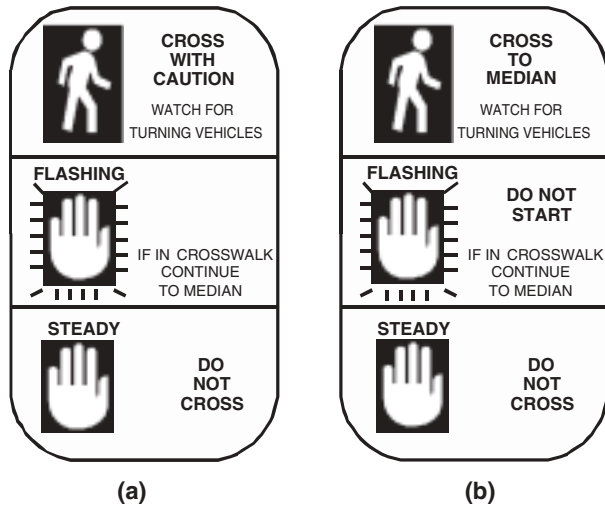 CROSS
WITH
CAUTION
WATCH FOR
TURNING VEHICLES
FLASHING
IF IN CROSSWALK
CONTINUE
TO MEDIAN
STEADY
DO
NOT
CROSS
(a)
CROSS
TO
MEDIAN
WATCH FOR
TURNING VEHICLES
FLASHING
DO NOT
START
IF IN CROSSWALK
CONTINUE
TO MEDIAN
STEADY
DO
NOT
CROSS
(b)